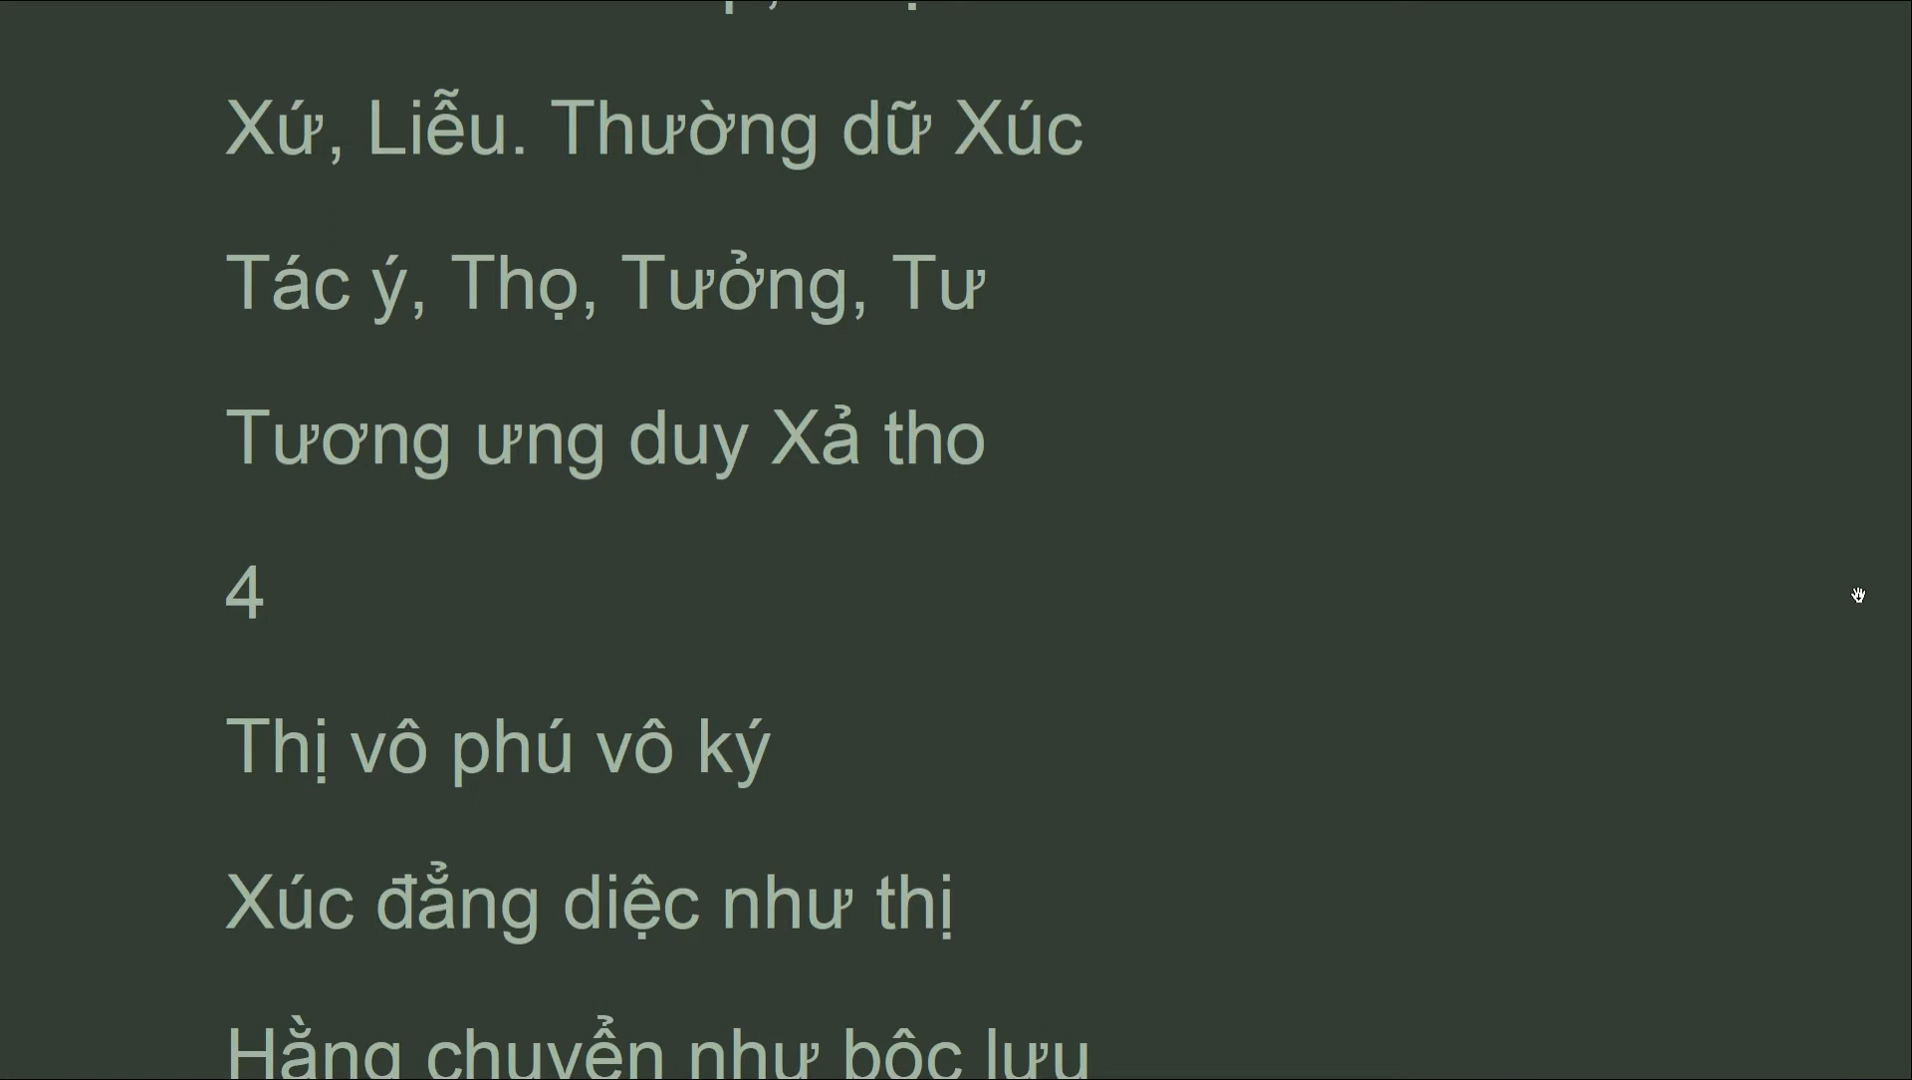 Xứ, Liễu. Thường dữ Xúc
Tác ý, Thọ, Tưởng, Tư
Tương ưng duy Xả tho
4
Thị vô phú vô ký
Xúc đẳng diệc như thị
Hằng chuyển như bộc lưu